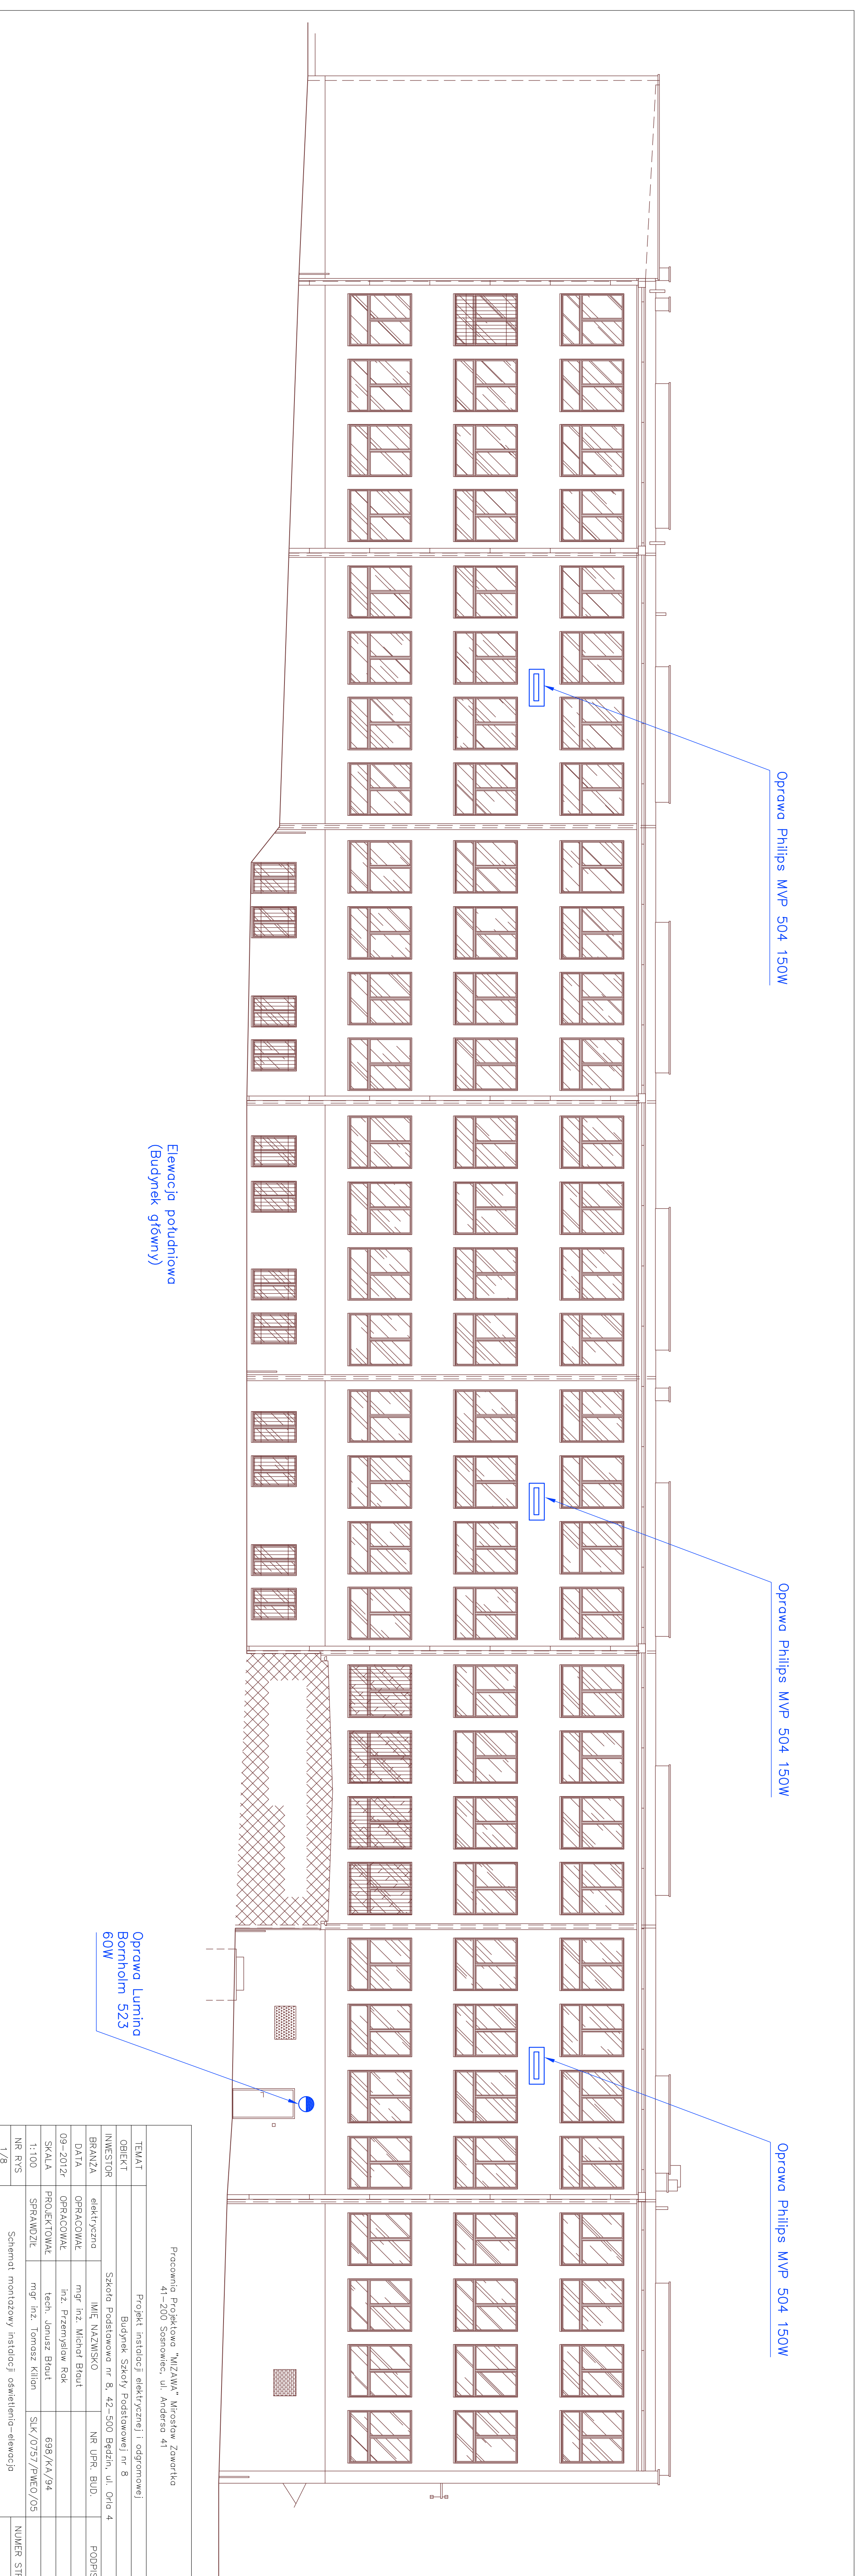 Oprawa Philips MVP 504 150W
Oprawa Philips MVP 504 150W
Oprawa Philips MVP 504 150W
Elewacja południowa
(Budynek główny)
Oprawa Lumina
Bornholm 523
60W
Pracownia Projektowa "MIZAWA" Mirosław Zawartka
41-200 Sosnowiec, ul. Andersa 41
TEMAT Projekt instalacji elektrycznej i odgromowej
OBIEKT Budynek Szkoły Podstawowej nr 8
INWESTOR Szkoła Podstawowa nr 8, 42-500 Będzin, ul. Orla 4
BRANŻA elektryczna IMIĘ NAZWISKO NR UPR. BUD. PODPIS
DATA OPRACOWAŁ mgr inż. Michał Błaut
09-2012r OPRACOWAŁ inż. Przemysław Rak
SKALA PROJEKTOWAŁ tech. Janusz Błaut 698/KA/94
1:100 SPRAWDZIŁ mgr inż. Tomasz Kilian SLK/0757/PWEO/05
NR RYS Schemat montażowy instalacji oświetlenia-elewacja NUMER STR
1/8